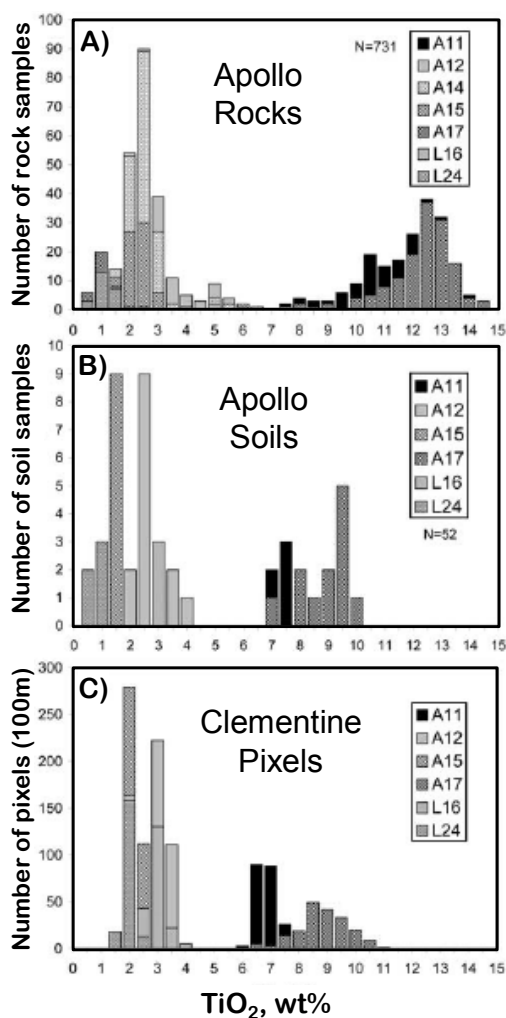 A)
N=731
Apollo
Rocks
A11
A12
A14
A15
A17
L16
L24
Number of rock samples
100
90
80
70
60
50
40
30
20
10
0
0 1 2 3 4 5 6 7 8 9 10 11 12 13 14 15
B)
Apollo
Soils
A11
A12
A15
A17
L16
L24
N=52
Number of soil samples
10
9
8
7
6
5
4
3
2
1
0
0 1 2 3 4 5 6 7 8 9 10 11 12 13 14 15
C)
Clementine
Pixels
A11
A12
A15
A17
L16
L24
Number of pixels (100m)
300
250
200
150
100
50
0
0 1 2 3 4 5 6 7 8 9 10 11 12 13 14 15
TiO₂, wt%